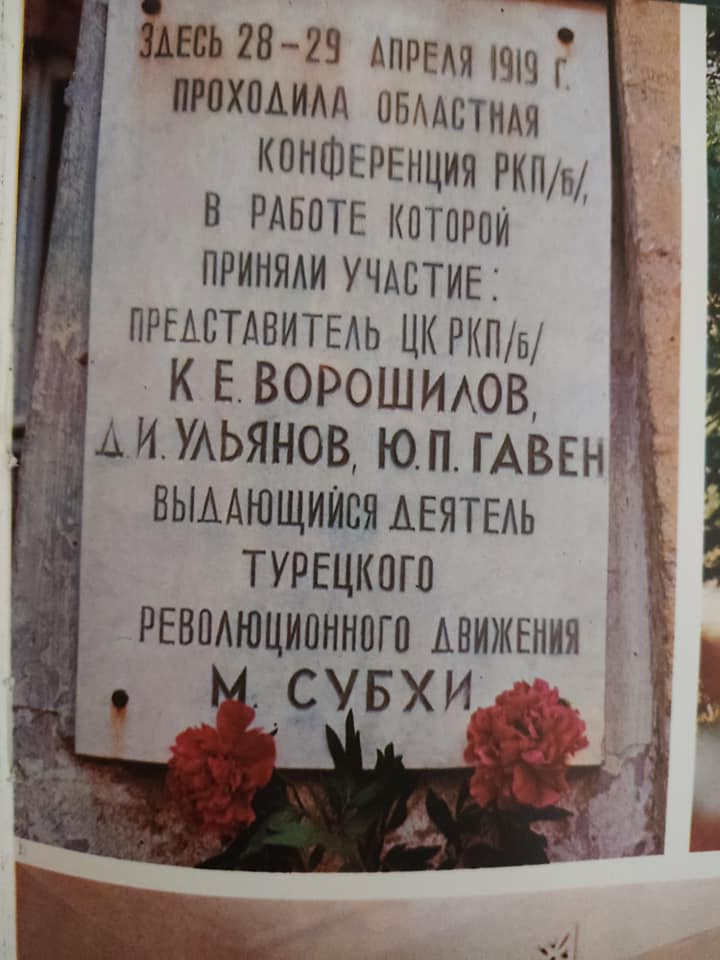 ЗДЕСЬ 28-29 АПРЕЛЯ 1919 Г.
ПРОХОДИЛА ОБЛАСТНАЯ
КОНФЕРЕНЦИЯ РКП/б/,
В РАБОТЕ КОТОРОЙ
ПРИНЯЛИ УЧАСТИЕ:
ПРЕДСТАВИТЕЛЬ ЦК РКП/б/
К.Е. ВОРОШИЛОВ,
Д.И. УЛЬЯНОВ, Ю.П. ГАВЕН
ВЫДАЮЩИЙСЯ ДЕЯТЕЛЬ
ТУРЕЦКОГО
РЕВОЛЮЦИОННОГО ДВИЖЕНИЯ
М. СУБХИ